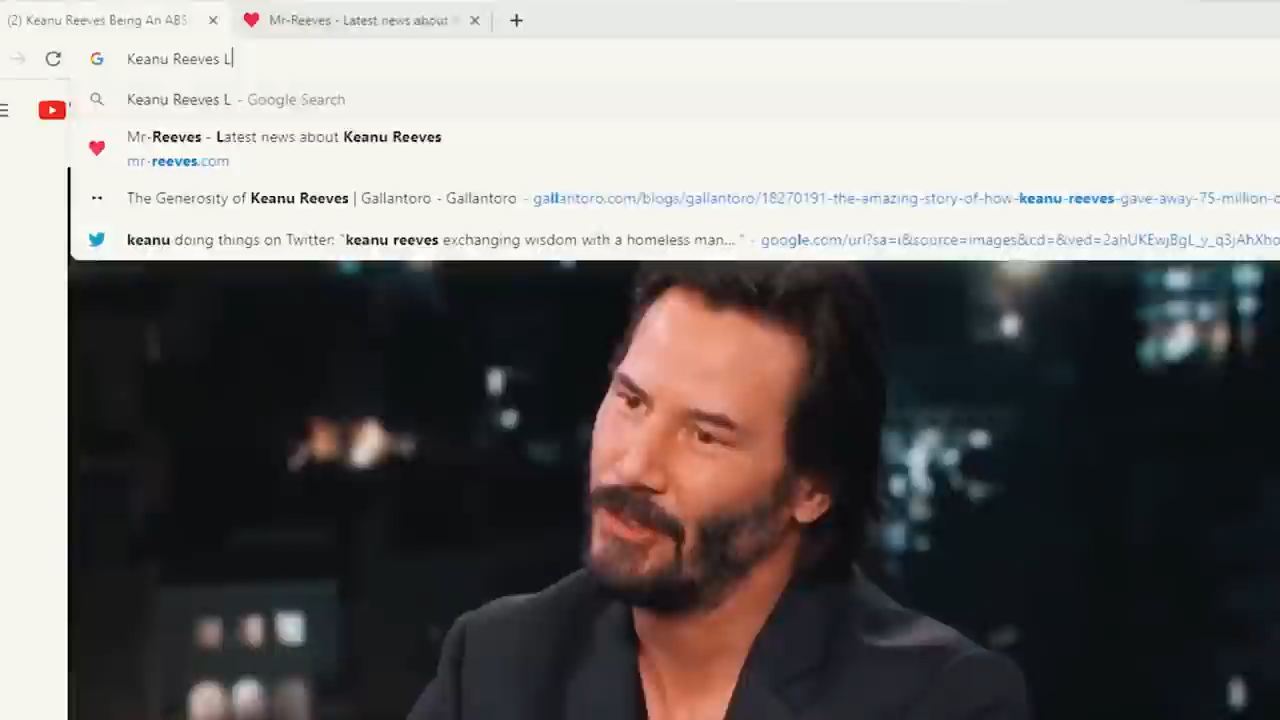 (2) Keanu Reeves Being An ABS
Mr-Reeves - Latest news about
Keanu Reeves L
Keanu Reeves L - Google Search
Mr-Reeves - Latest news about Keanu Reeves
mr-reeves.com
The Generosity of Keanu Reeves | Gallantoro - Gallantoro - gallantoro.com/blogs/gallantoro/18270191-the-amazing-story-of-how-keanu-reeves-gave-away-75-million-
keanu doing things on Twitter: "keanu reeves exchanging wisdom with a homeless man... " - google.com/url?sa=i&source=images&cd=&ved=2ahUKEwjBgL_y_q3jAhXho